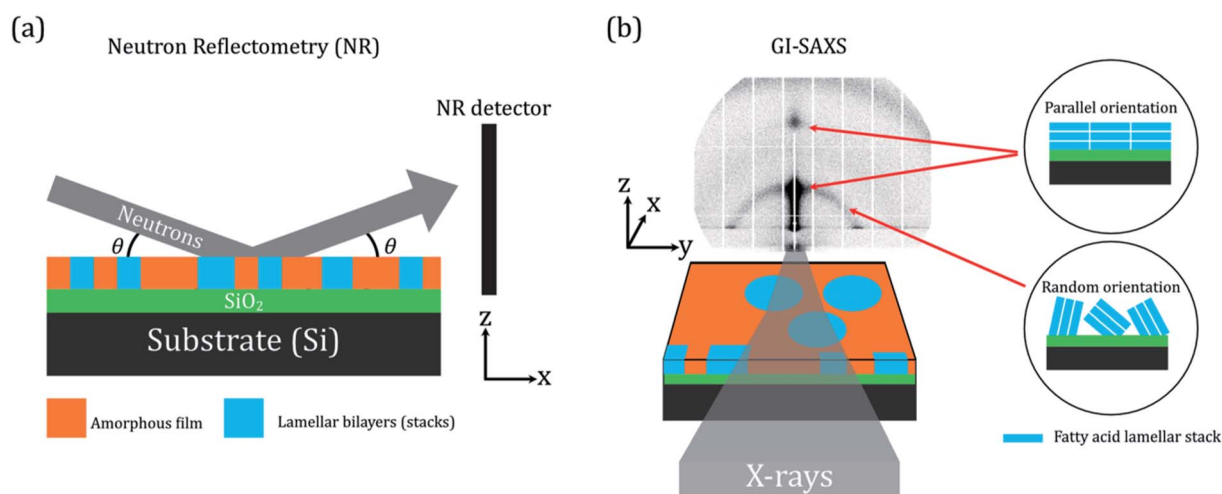 (a)
Neutron Reflectometry (NR)
NR detector
Neutrons
θ
θ
SiO₂
Substrate (Si)
z
x
Amorphous film
Lamellar bilayers (stacks)
(b)
GI-SAXS
Parallel orientation
z
x
y
Random orientation
Fatty acid lamellar stack
X-rays